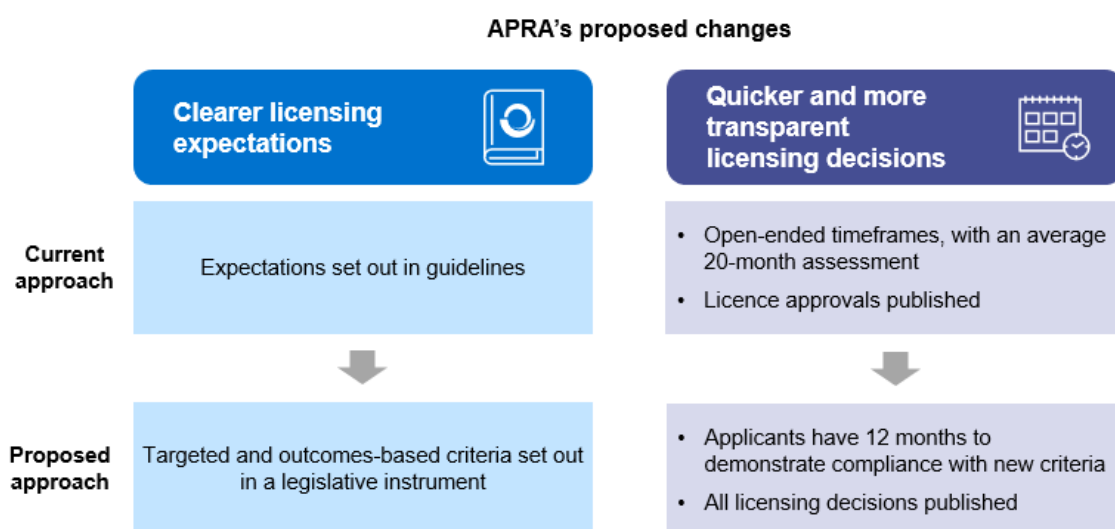 APRA's proposed changes
Clearer licensing
expectations
Quicker and more
transparent
licensing decisions
Current
approach
Expectations set out in guidelines
• Open-ended timeframes, with an average
20-month assessment
• Licence approvals published
Proposed
approach
Targeted and outcomes-based criteria set out
in a legislative instrument
• Applicants have 12 months to
demonstrate compliance with new criteria
• All licensing decisions published